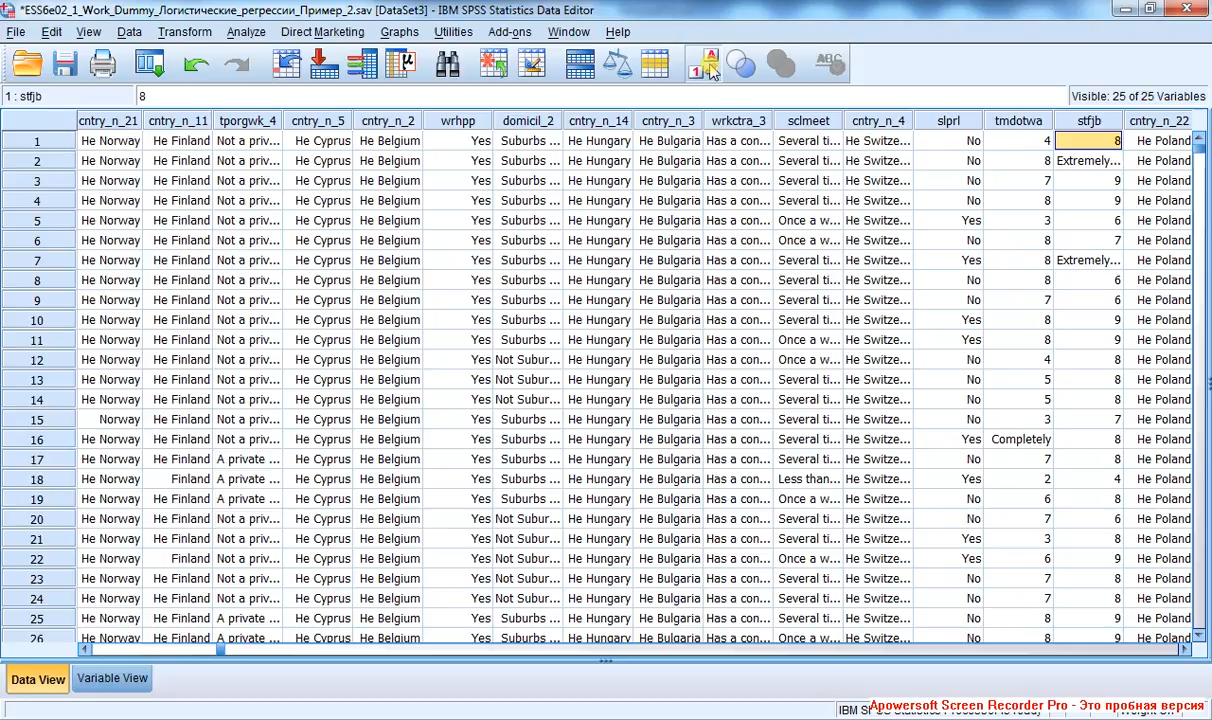 *ESS6e02_1_Work_Dummy_Логистические_регрессии_Пример_2.sav [DataSet3] - IBM SPSS Statistics Data Editor
File Edit View Data Transform Analyze Direct Marketing Graphs Utilities Add-ons Window Help
1 : stfjb 8 Visible: 25 of 25 Variables
cntry_n_21 cntry_n_11 tporgwk_4 cntry_n_5 cntry_n_2 wrhpp domicil_2 cntry_n_14 cntry_n_3 wrkctra_3 sclmeet cntry_n_4 slprl tmdotwa stfjb cntry_n_22
1 He Norway He Finland Not a priv... He Cyprus He Belgium Yes Suburbs ... He Hungary He Bulgaria Has a con... Several ti... He Switze... No 4 8 He Poland
2 He Norway He Finland Not a priv... He Cyprus He Belgium Yes Suburbs ... He Hungary He Bulgaria Has a con... Several ti... He Switze... No 8 Extremely... He Poland
3 He Norway He Finland Not a priv... He Cyprus He Belgium Yes Suburbs ... He Hungary He Bulgaria Has a con... Several ti... He Switze... No 7 9 He Poland
4 He Norway He Finland Not a priv... He Cyprus He Belgium Yes Suburbs ... He Hungary He Bulgaria Has a con... Several ti... He Switze... No 8 9 He Poland
5 He Norway He Finland Not a priv... He Cyprus He Belgium Yes Suburbs ... He Hungary He Bulgaria Has a con... Once a w... He Switze... Yes 3 6 He Poland
6 He Norway He Finland Not a priv... He Cyprus He Belgium Yes Suburbs ... He Hungary He Bulgaria Has a con... Once a w... He Switze... No 8 7 He Poland
7 He Norway He Finland Not a priv... He Cyprus He Belgium Yes Suburbs ... He Hungary He Bulgaria Has a con... Several ti... He Switze... Yes 8 Extremely... He Poland
8 He Norway He Finland Not a priv... He Cyprus He Belgium Yes Suburbs ... He Hungary He Bulgaria Has a con... Several ti... He Switze... No 8 6 He Poland
9 He Norway He Finland Not a priv... He Cyprus He Belgium Yes Suburbs ... He Hungary He Bulgaria Has a con... Several ti... He Switze... No 7 6 He Poland
10 He Norway He Finland Not a priv... He Cyprus He Belgium Yes Suburbs ... He Hungary He Bulgaria Has a con... Several ti... He Switze... Yes 8 9 He Poland
11 He Norway He Finland Not a priv... He Cyprus He Belgium Yes Suburbs ... He Hungary He Bulgaria Has a con... Once a w... He Switze... Yes 8 9 He Poland
12 He Norway He Finland Not a priv... He Cyprus He Belgium Yes Not Subur... He Hungary He Bulgaria Has a con... Once a w... He Switze... No 4 8 He Poland
13 He Norway He Finland Not a priv... He Cyprus He Belgium Yes Not Subur... He Hungary He Bulgaria Has a con... Several ti... He Switze... No 5 8 He Poland
14 He Norway He Finland Not a priv... He Cyprus He Belgium Yes Not Subur... He Hungary He Bulgaria Has a con... Several ti... He Switze... No 5 8 He Poland
15 Norway He Finland Not a priv... He Cyprus He Belgium Yes Suburbs ... He Hungary He Bulgaria Has a con... Several ti... He Switze... No 3 7 He Poland
16 He Norway He Finland Not a priv... He Cyprus He Belgium Yes Suburbs ... He Hungary He Bulgaria Has a con... Several ti... He Switze... Yes Completely 8 He Poland
17 He Norway He Finland A private ... He Cyprus He Belgium Yes Suburbs ... He Hungary He Bulgaria Has a con... Several ti... He Switze... No 7 8 He Poland
18 He Norway Finland A private ... He Cyprus He Belgium Yes Suburbs ... He Hungary He Bulgaria Has a con... Less than... He Switze... Yes 2 4 He Poland
19 He Norway He Finland A private ... He Cyprus He Belgium Yes Suburbs ... He Hungary He Bulgaria Has a con... Once a w... He Switze... No 6 8 He Poland
20 He Norway He Finland Not a priv... He Cyprus He Belgium Yes Not Subur... He Hungary He Bulgaria Has a con... Several ti... He Switze... No 7 6 He Poland
21 He Norway He Finland Not a priv... He Cyprus He Belgium Yes Not Subur... He Hungary He Bulgaria Has a con... Several ti... He Switze... Yes 3 8 He Poland
22 He Norway Finland Not a priv... He Cyprus He Belgium Yes Not Subur... He Hungary He Bulgaria Has a con... Once a w... He Switze... Yes 6 9 He Poland
23 He Norway He Finland Not a priv... He Cyprus He Belgium Yes Not Subur... He Hungary He Bulgaria Has a con... Several ti... He Switze... No 7 8 He Poland
24 He Norway He Finland Not a priv... He Cyprus He Belgium Yes Not Subur... He Hungary He Bulgaria Has a con... Several ti... He Switze... No 7 8 He Poland
25 He Norway He Finland A private ... He Cyprus He Belgium Yes Suburbs ... He Hungary He Bulgaria Has a con... Several ti... He Switze... No 8 9 He Poland
26 He Norway He Finland A private ... He Cyprus He Belgium Yes Suburbs ... He Hungary He Bulgaria Has a con... Once a w... He Switze... No 8 9 He Poland
Data View Variable View
Apowersoft Screen Recorder Pro - Это пробная версия